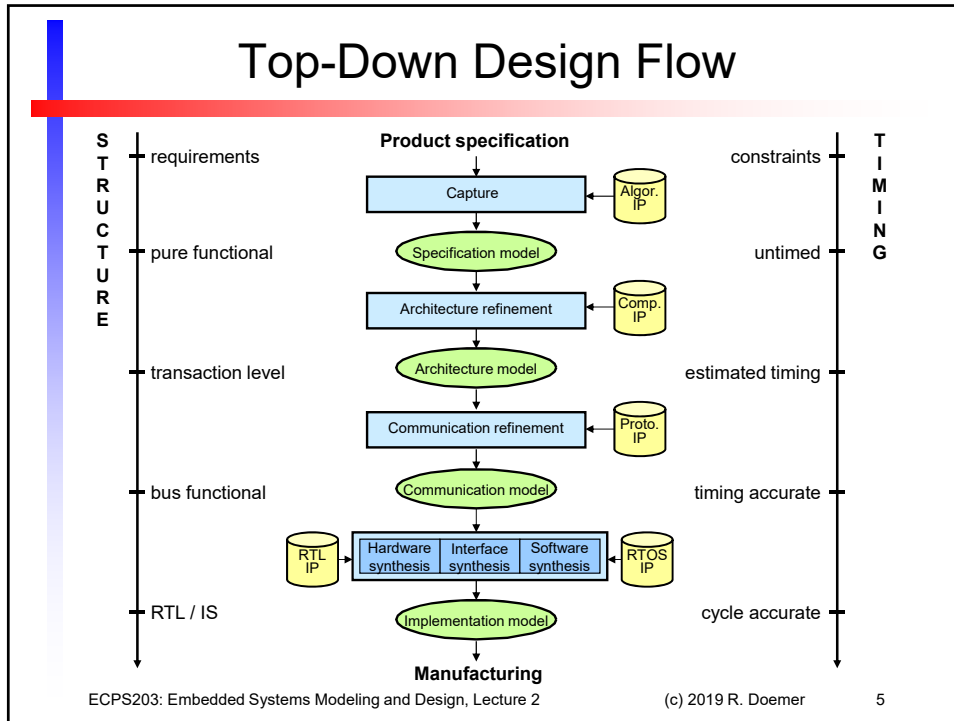 Top-Down Design Flow
STRUCTURE
TIMING
Product specification
requirements
constraints
Capture
Algor.
IP
pure functional
Specification model
untimed
Architecture refinement
Comp.
IP
transaction level
Architecture model
estimated timing
Communication refinement
Proto.
IP
bus functional
Communication model
timing accurate
RTL
IP
Hardware
synthesis
Interface
synthesis
Software
synthesis
RTOS
IP
RTL / IS
Implementation model
cycle accurate
Manufacturing
ECPS203: Embedded Systems Modeling and Design, Lecture 2
(c) 2019 R. Doemer
5